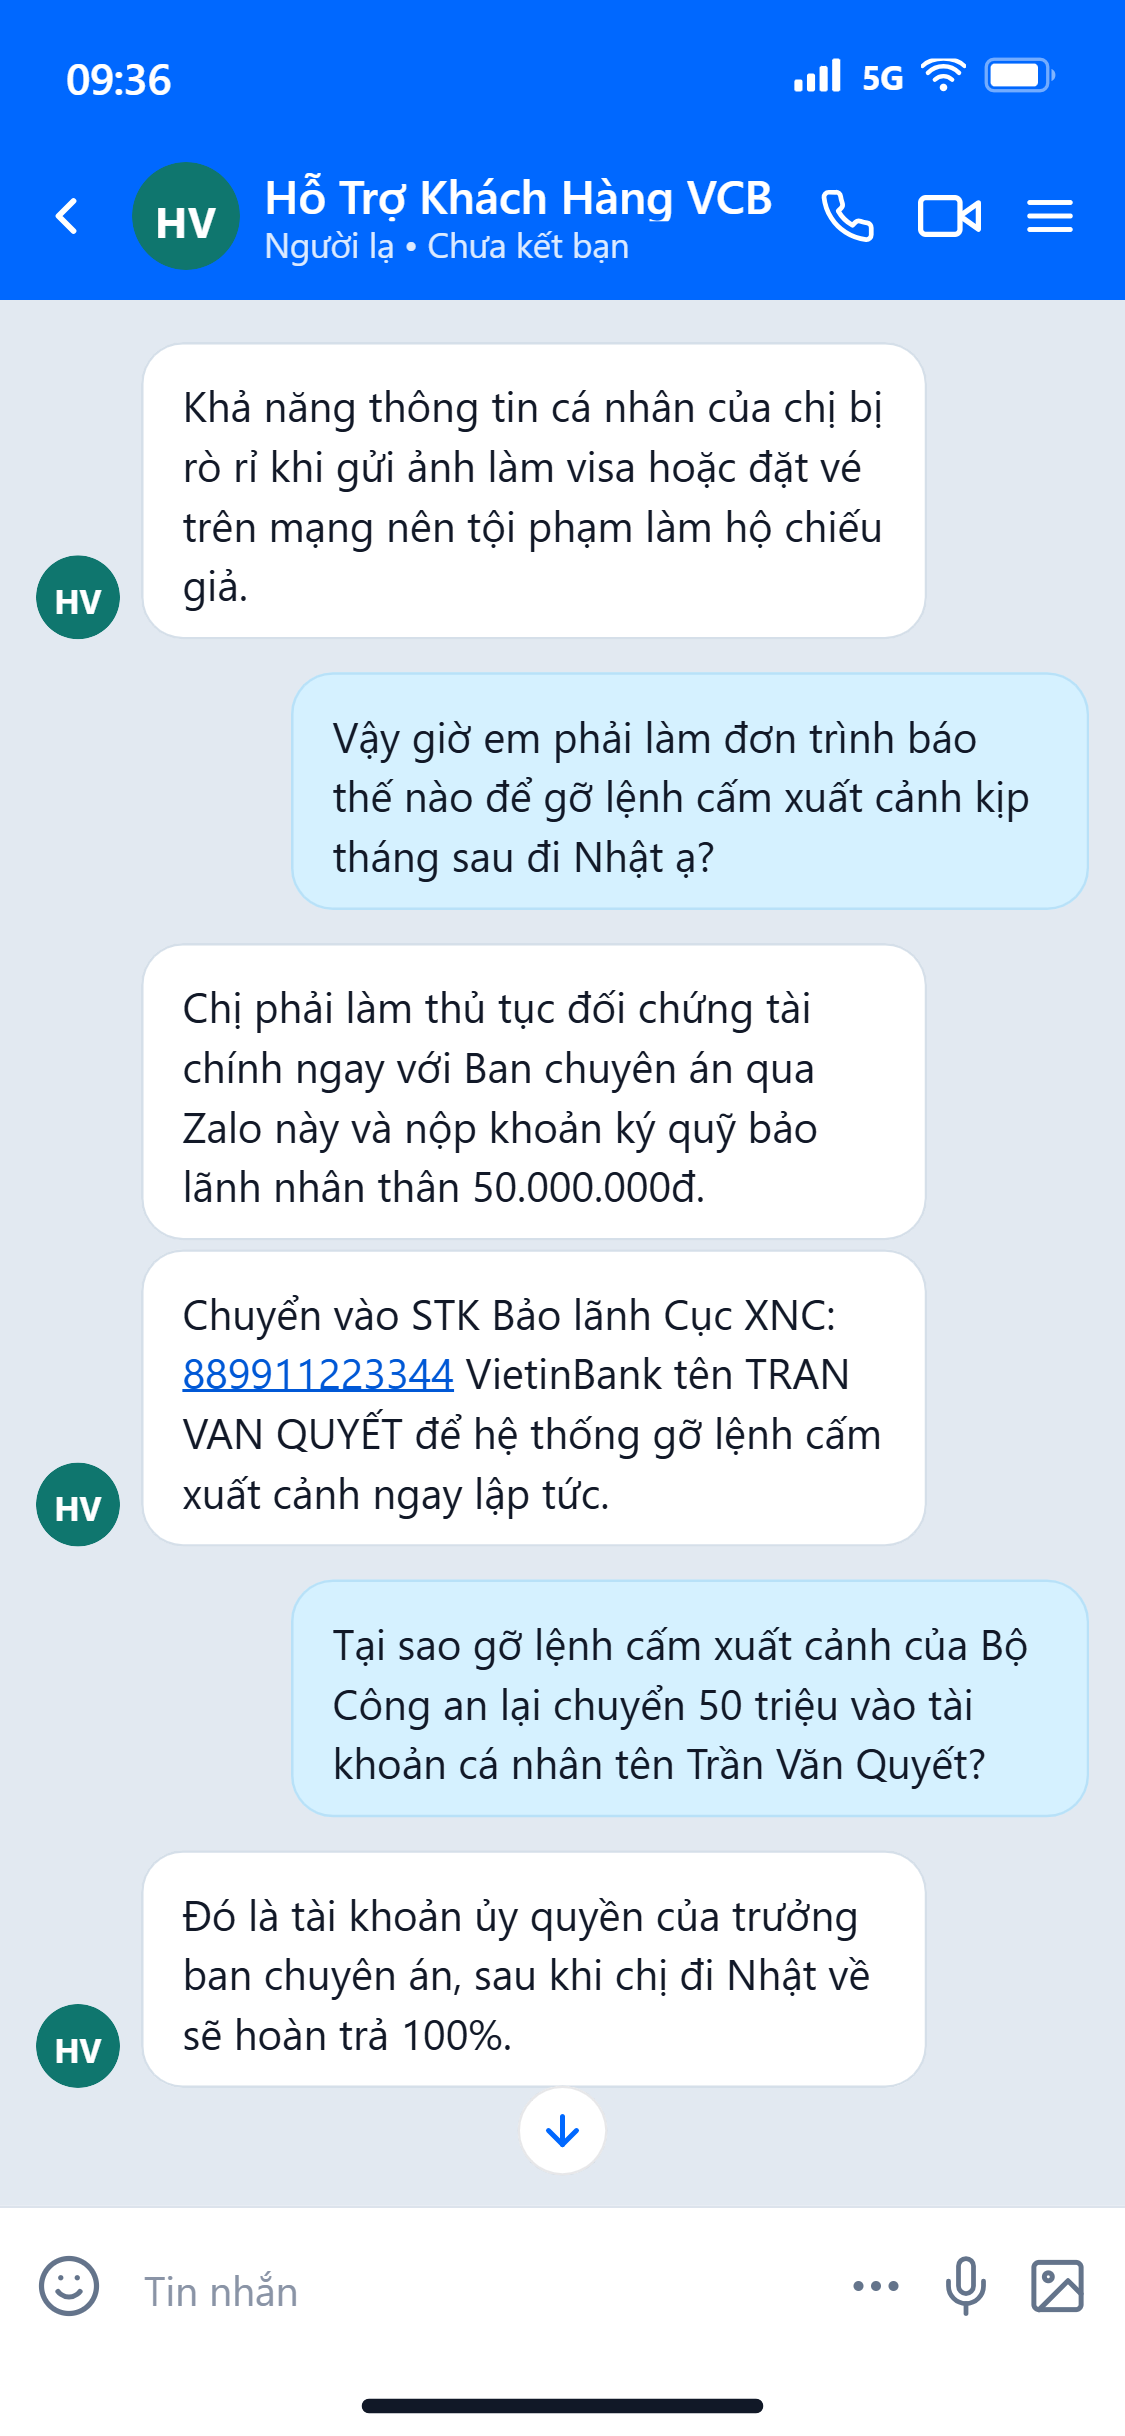 09:36
5G
HV
Hỗ Trợ Khách Hàng VCB
Người lạ • Chưa kết bạn
Khả năng thông tin cá nhân của chị bị
rò rỉ khi gửi ảnh làm visa hoặc đặt vé
trên mạng nên tội phạm làm hộ chiếu
giả.
HV
Vậy giờ em phải làm đơn trình báo
thế nào để gỡ lệnh cấm xuất cảnh kịp
tháng sau đi Nhật ạ?
Chị phải làm thủ tục đối chứng tài
chính ngay với Ban chuyên án qua
Zalo này và nộp khoản ký quỹ bảo
lãnh nhân thân 50.000.000đ.
Chuyển vào STK Bảo lãnh Cục XNC:
889911223344 VietinBank tên TRAN
VAN QUYẾT để hệ thống gỡ lệnh cấm
xuất cảnh ngay lập tức.
HV
Tại sao gỡ lệnh cấm xuất cảnh của Bộ
Công an lại chuyển 50 triệu vào tài
khoản cá nhân tên Trần Văn Quyết?
Đó là tài khoản ủy quyền của trưởng
ban chuyên án, sau khi chị đi Nhật về
sẽ hoàn trả 100%.
HV
Tin nhắn